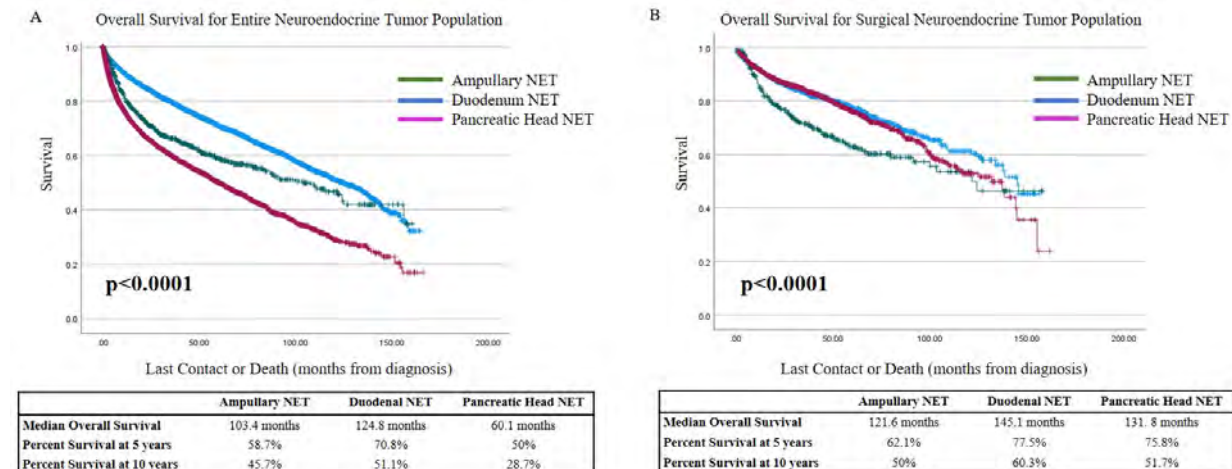 A
Overall Survival for Entire Neuroendocrine Tumor Population
1.0
0.8
0.6
0.4
0.2
0.0
Survival
Ampullary NET
Duodenum NET
Pancreatic Head NET
p<0.0001
.00 50.00 100.00 150.00 200.00
Last Contact or Death (months from diagnosis)
Ampullary NET Duodenal NET Pancreatic Head NET
Median Overall Survival 103.4 months 124.8 months 60.1 months
Percent Survival at 5 years 58.7% 70.8% 50%
Percent Survival at 10 years 45.7% 51.1% 28.7%
B
Overall Survival for Surgical Neuroendocrine Tumor Population
1.0
0.8
0.6
0.4
0.2
0.0
Survival
Ampullary NET
Duodenum NET
Pancreatic Head NET
p<0.0001
.00 50.00 100.00 150.00 200.00
Last Contact or Death (months from diagnosis)
Ampullary NET Duodenal NET Pancreatic Head NET
Median Overall Survival 121.6 months 145.1 months 131. 8 months
Percent Survival at 5 years 62.1% 77.5% 75.8%
Percent Survival at 10 years 50% 60.3% 51.7%